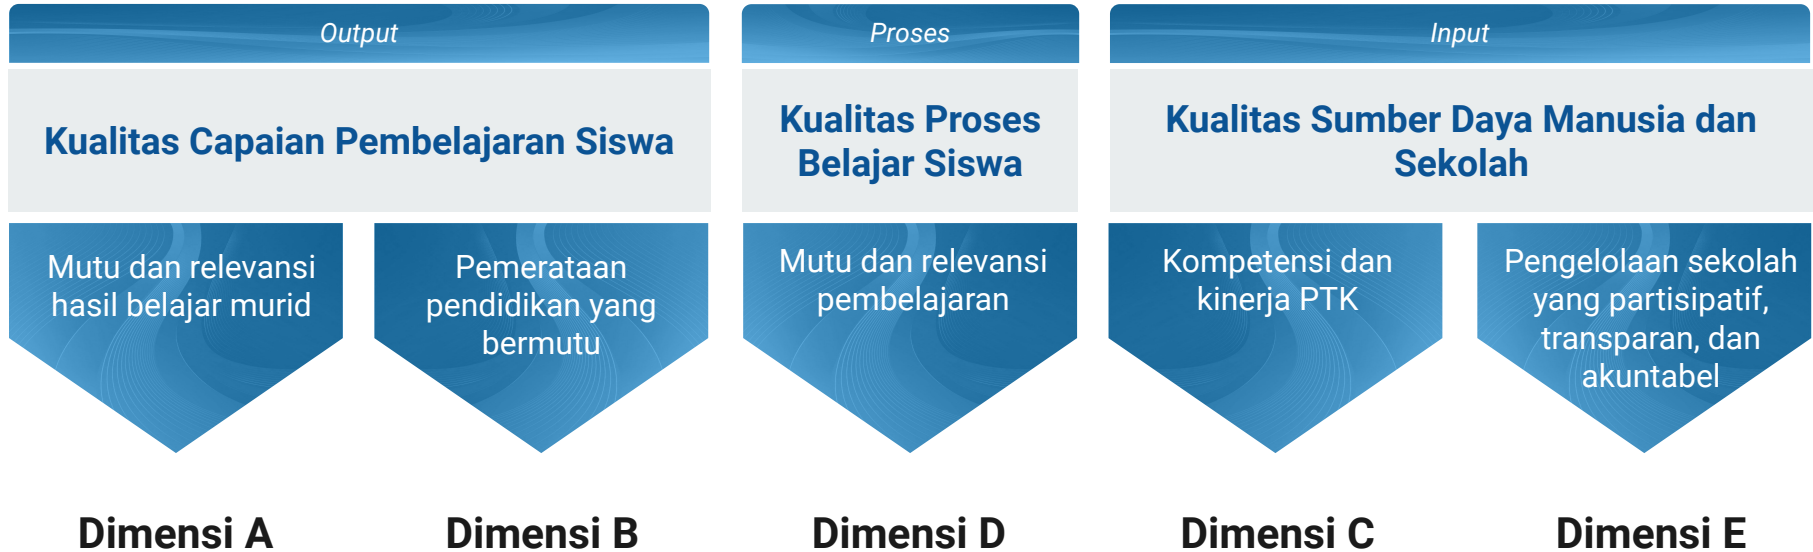 Output
Proses
Input
Kualitas Capaian Pembelajaran Siswa
Kualitas Proses
Belajar Siswa
Kualitas Sumber Daya Manusia dan
Sekolah
Mutu dan relevansi
hasil belajar murid
Pemerataan
pendidikan yang
bermutu
Mutu dan relevansi
pembelajaran
Kompetensi dan
kinerja PTK
Pengelolaan sekolah
yang partisipatif,
transparan, dan
akuntabel
Dimensi A
Dimensi B
Dimensi D
Dimensi C
Dimensi E